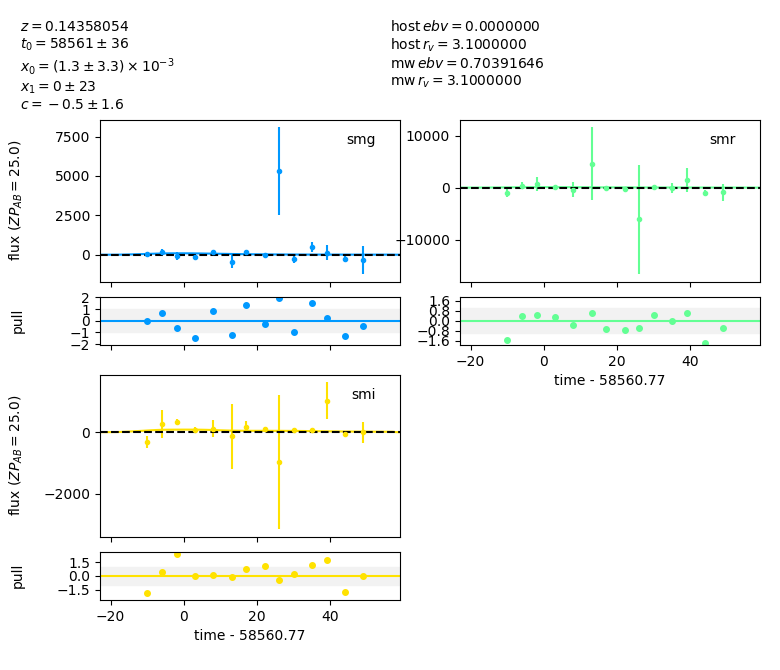 z = 0.14358054
t₀ = 58561 ± 36
x₀ = (1.3 ± 3.3) × 10⁻³
x₁ = 0 ± 23
c = −0.5 ± 1.6
host ebv = 0.0000000
host r_v = 3.1000000
mw ebv = 0.70391646
mw r_v = 3.1000000
smg
7500
5000
2500
0
flux (ZP_AB = 25.0)
smr
10000
0
−10000
2
1
0
−1
−2
pull
1.6
0.8
0.0
−0.8
−1.6
−20 0 20 40
time - 58560.77
smi
0
−2000
flux (ZP_AB = 25.0)
1.5
0.0
−1.5
pull
−20 0 20 40
time - 58560.77